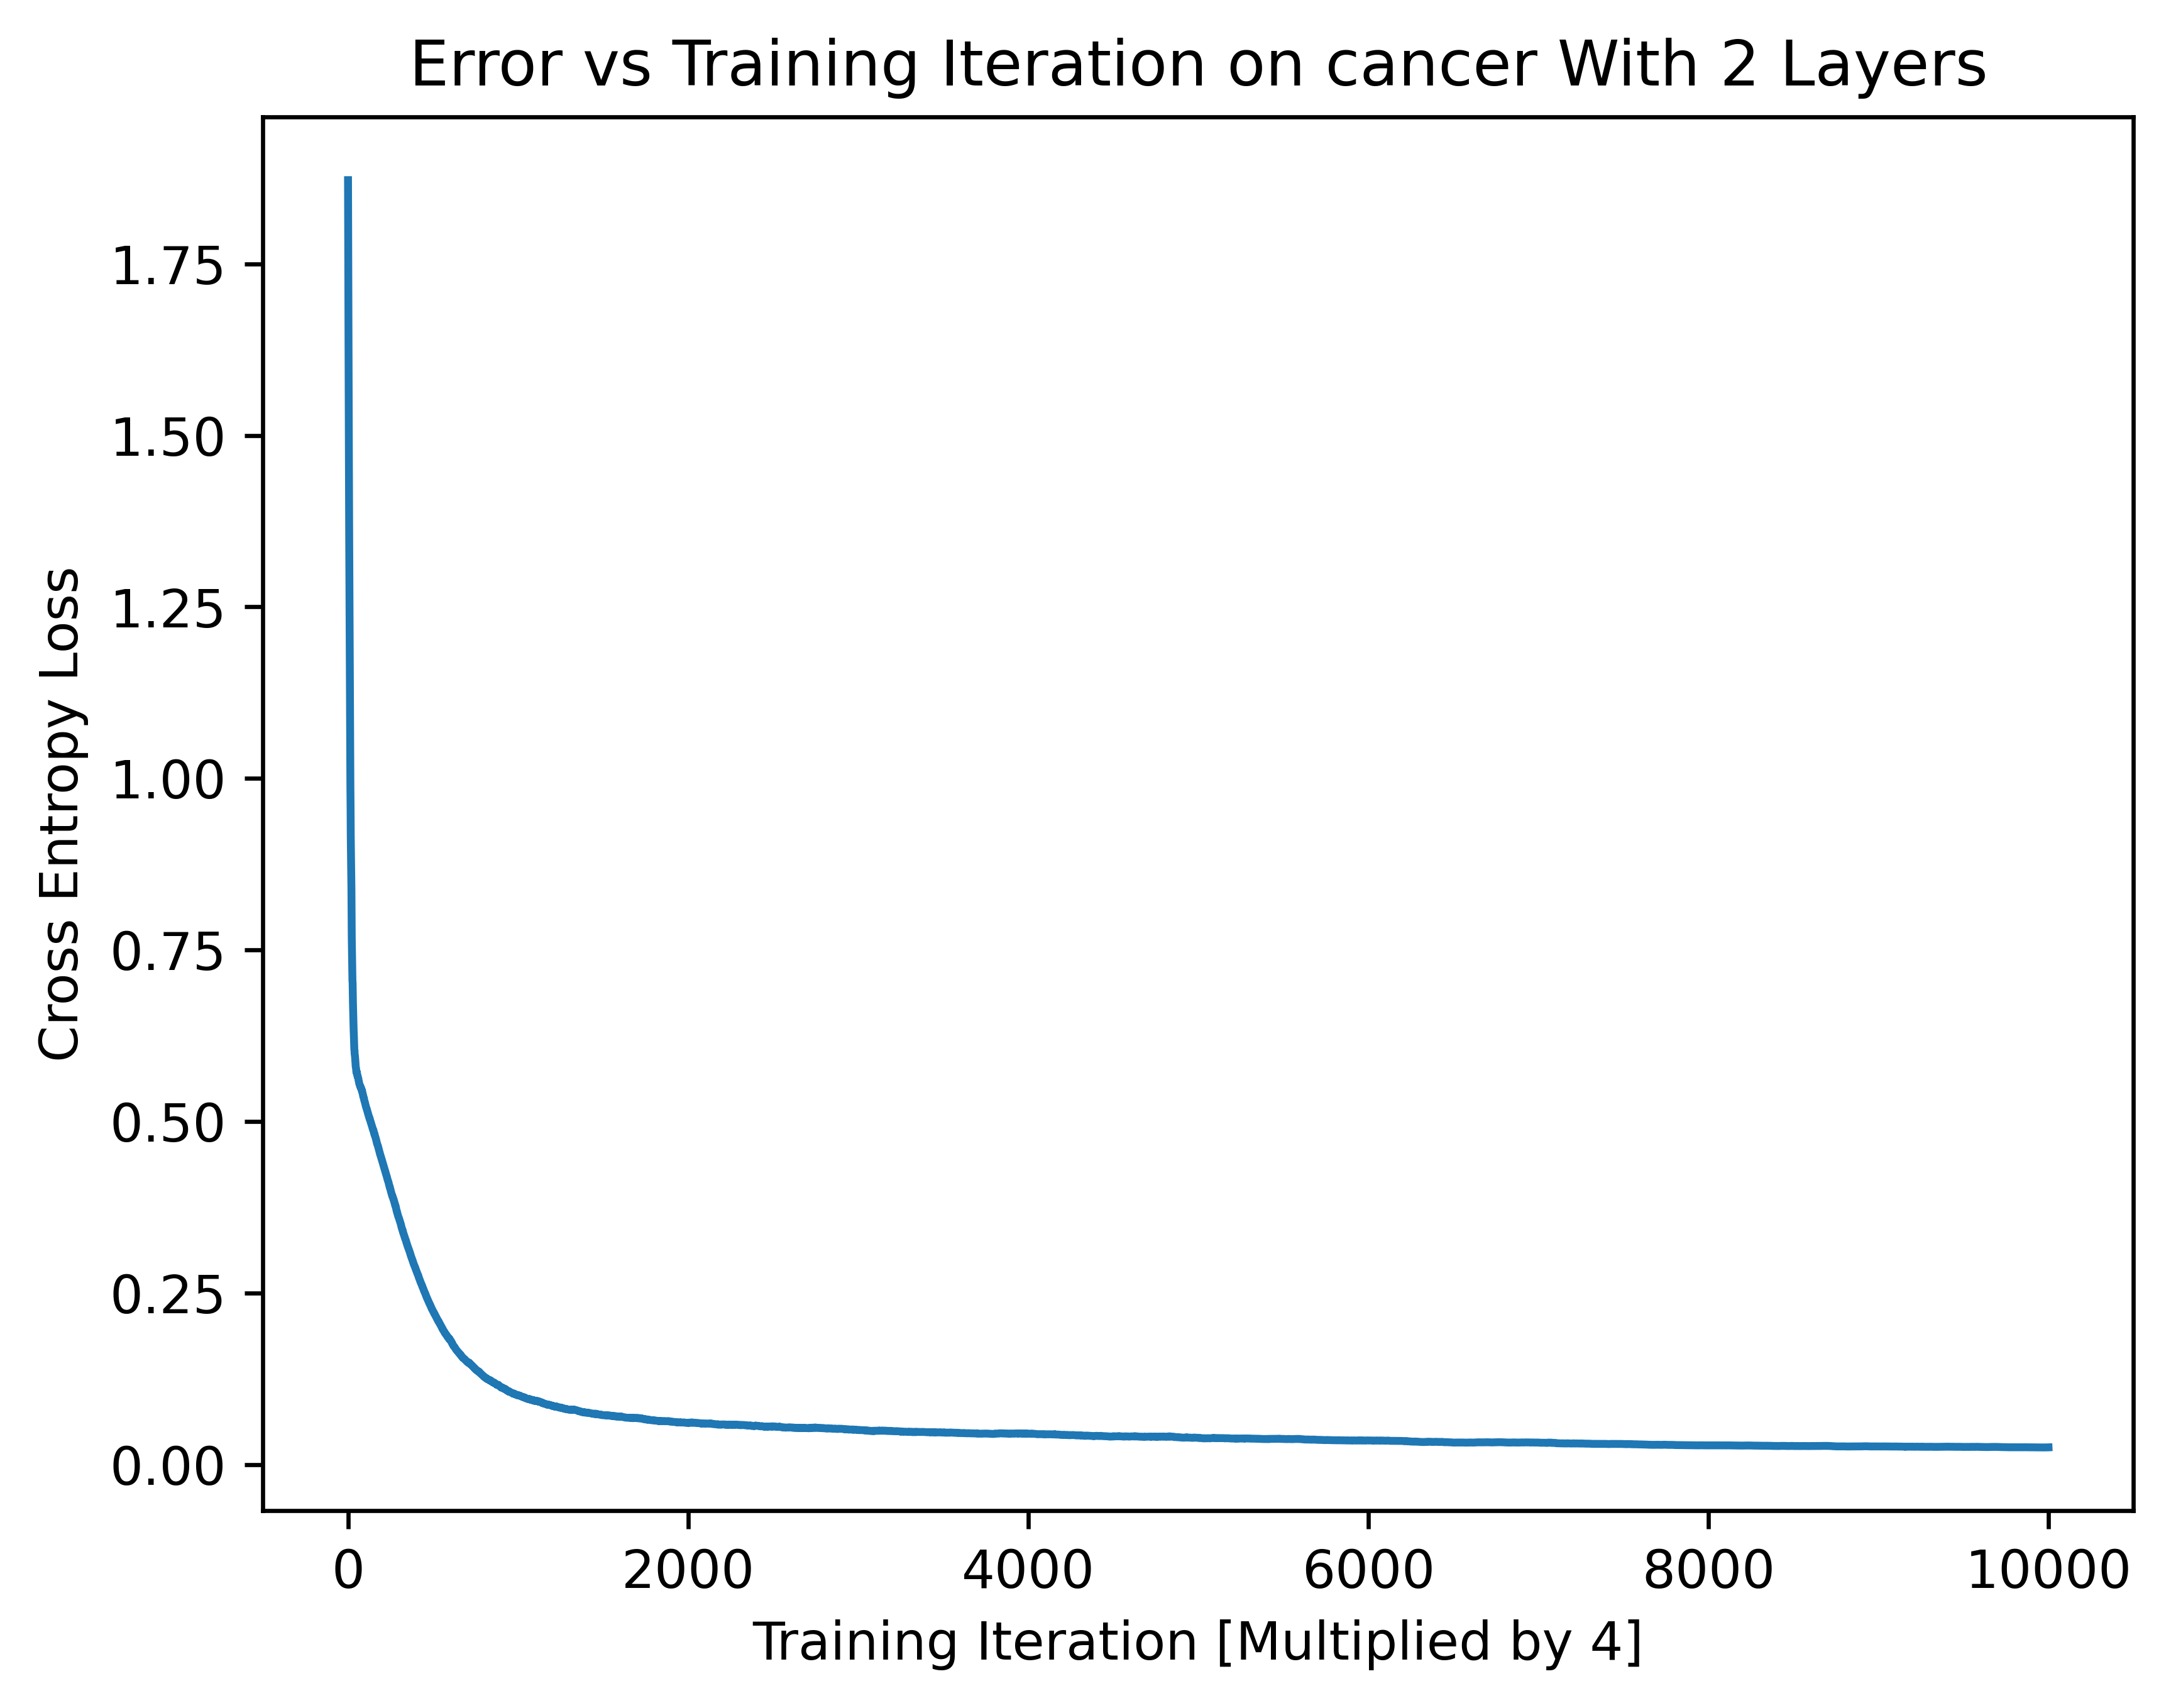 Error vs Training Iteration on cancer With 2 Layers
Cross Entropy Loss
1.75
1.50
1.25
1.00
0.75
0.50
0.25
0.00
0 2000 4000 6000 8000 10000
Training Iteration [Multiplied by 4]